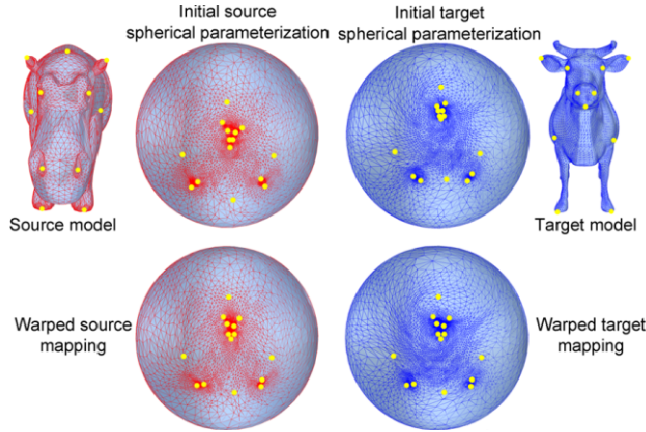 Initial source
spherical parameterization
Initial target
spherical parameterization
Source model
Target model
Warped source
mapping
Warped target
mapping